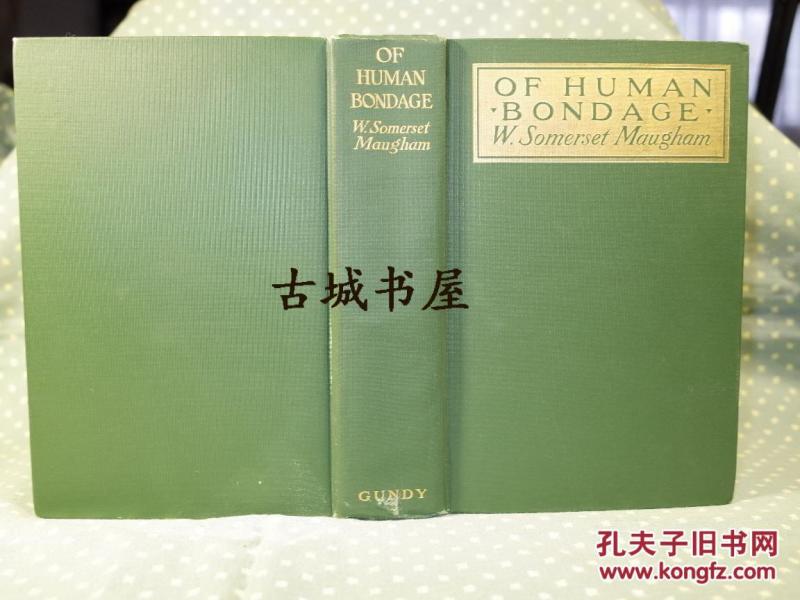 OF
HUMAN
BONDAGE
W. Somerset
Maugham
GUNDY
OF HUMAN
·BONDAGE·
W. Somerset Maugham
古城书屋
孔夫子旧书网
www.kongfz.com